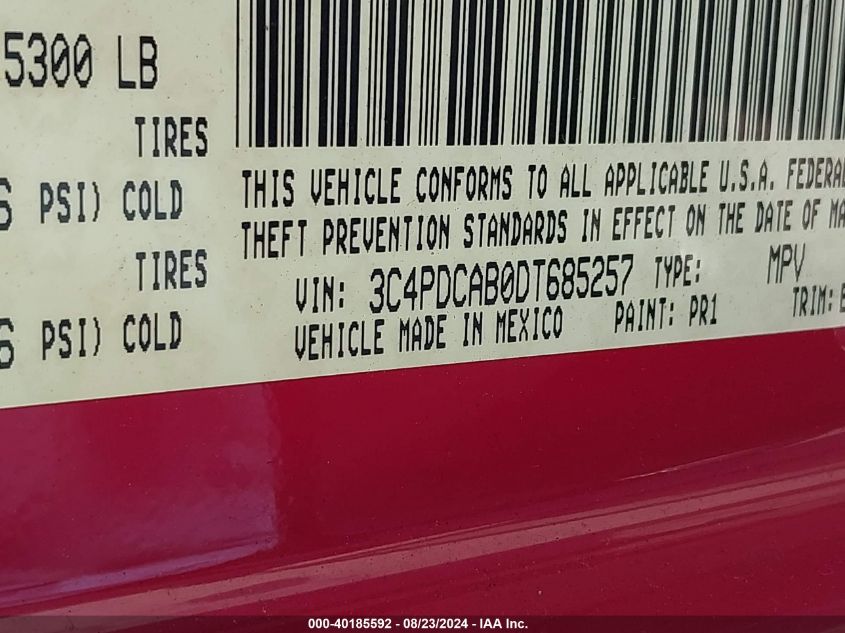 5300 LB
TIRES
PSI) COLD
TIRES
PSI) COLD
THIS VEHICLE CONFORMS TO ALL APPLICABLE U.S.A. FEDERAL
THEFT PREVENTION STANDARDS IN EFFECT ON THE DATE OF MA
VIN: 3C4PDCAB0DT685257 TYPE: MPV
VEHICLE MADE IN MEXICO PAINT: PR1 TRIM:
000-40185592 - 08/23/2024 - IAA Inc.